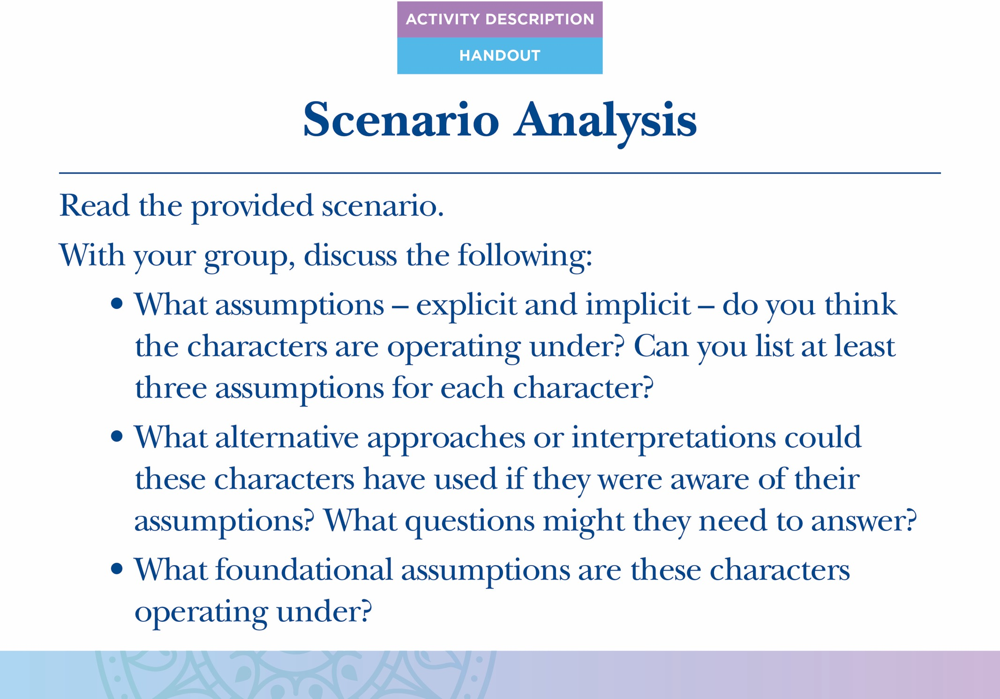 ACTIVITY DESCRIPTION
HANDOUT
Scenario Analysis
Read the provided scenario.
With your group, discuss the following:
• What assumptions – explicit and implicit – do you think
the characters are operating under? Can you list at least
three assumptions for each character?
• What alternative approaches or interpretations could
these characters have used if they were aware of their
assumptions? What questions might they need to answer?
• What foundational assumptions are these characters
operating under?